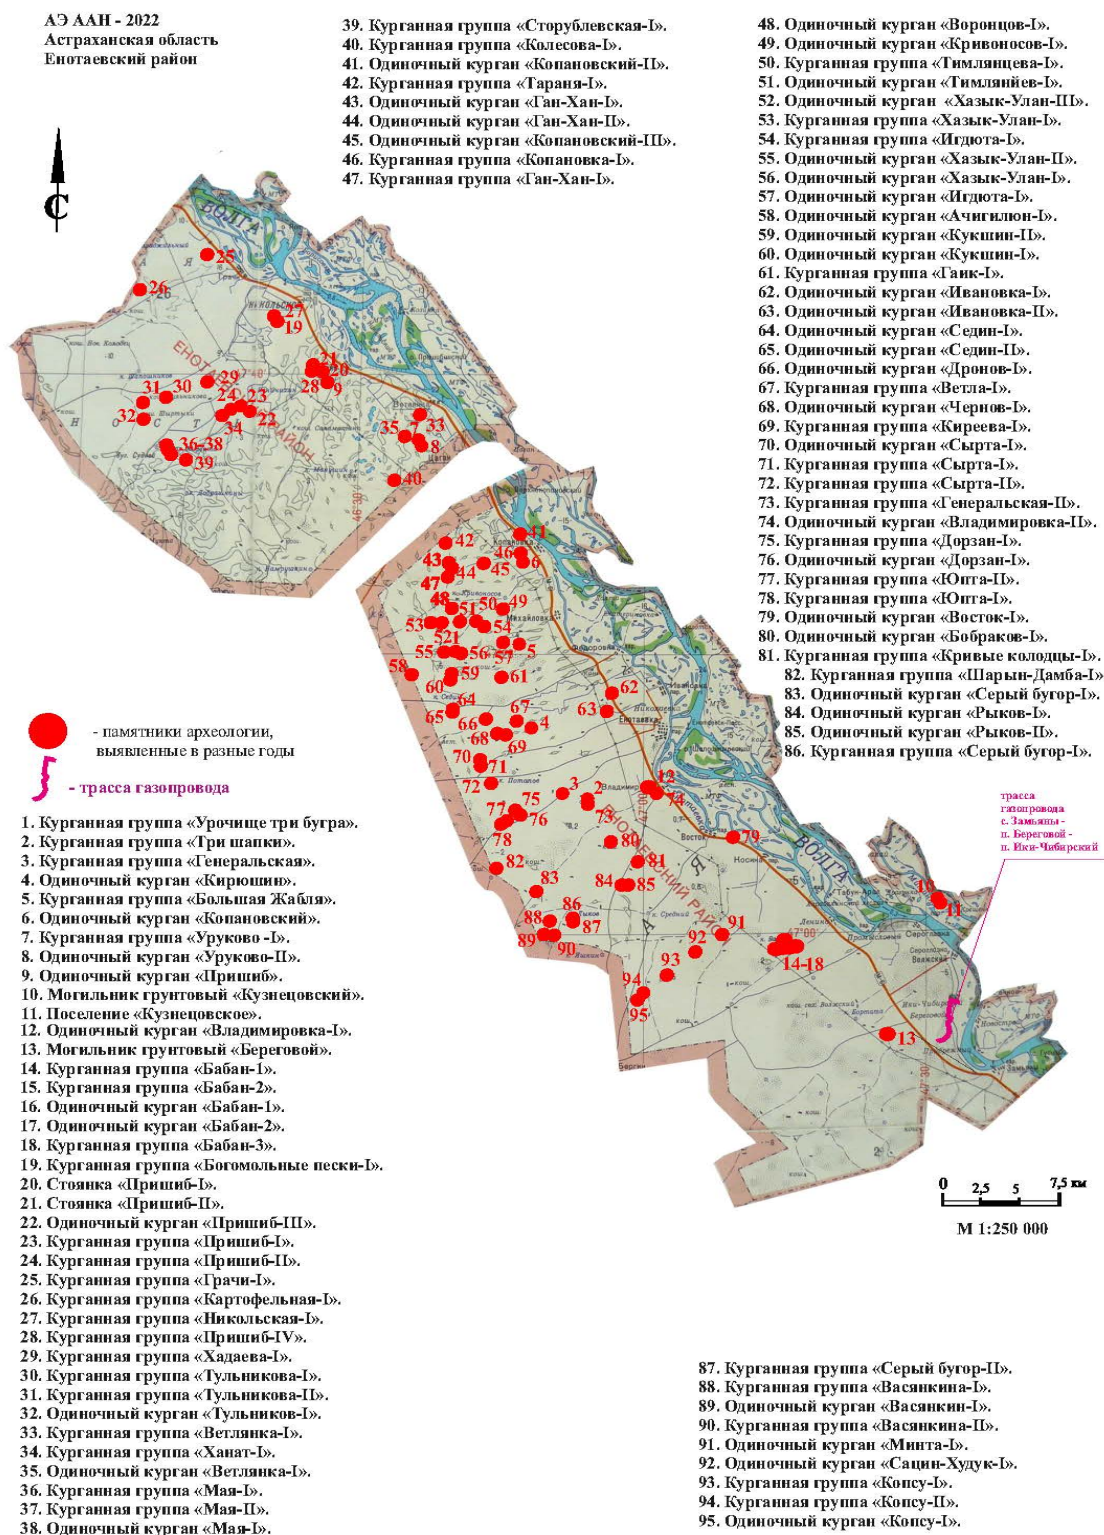 АЭ ААН - 2022
Астраханская область
Енотаевский район
39. Курганная группа «Сторублевская-I».
40. Курганная группа «Колесова-I».
41. Одиночный курган «Копановский-II».
42. Курганная группа «Тараня-I».
43. Одиночный курган «Ган-Хан-I».
44. Одиночный курган «Ган-Хан-II».
45. Одиночный курган «Копановский-III».
46. Курганная группа «Копановка-I».
47. Курганная группа «Ган-Хан-I».
48. Одиночный курган «Воронцов-I».
49. Одиночный курган «Кривоносов-I».
50. Курганная группа «Тимлянцева-I».
51. Одиночный курган «Тимлянйев-I».
52. Одиночный курган «Хазык-Улан-III».
53. Курганная группа «Хазык-Улан-I».
54. Курганная группа «Игдюта-I».
55. Одиночный курган «Хазык-Улан-II».
56. Одиночный курган «Хазык-Улан-I».
57. Одиночный курган «Игдюта-I».
58. Одиночный курган «Ачигилюн-I».
59. Одиночный курган «Кукшин-II».
60. Одиночный курган «Кукшин-I».
61. Курганная группа «Гаик-I».
62. Одиночный курган «Ивановка-I».
63. Одиночный курган «Ивановка-II».
64. Одиночный курган «Седин-I».
65. Одиночный курган «Седин-II».
66. Одиночный курган «Дронов-I».
67. Курганная группа «Ветла-I».
68. Одиночный курган «Чернов-I».
69. Курганная группа «Киреева-I».
70. Одиночный курган «Сырта-I».
71. Курганная группа «Сырта-I».
72. Курганная группа «Сырта-II».
73. Курганная группа «Генеральская-II».
74. Одиночный курган «Владимировка-II».
75. Курганная группа «Дорзан-I».
76. Одиночный курган «Дорзан-I».
77. Курганная группа «Юпта-II».
78. Курганная группа «Юпта-I».
79. Одиночный курган «Восток-I».
80. Одиночный курган «Бобраков-I».
81. Курганная группа «Кривые колодцы-I».
82. Курганная группа «Шарын-Дамба-I»
83. Одиночный курган «Серый бугор-I».
84. Одиночный курган «Рыков-I».
85. Одиночный курган «Рыков-II».
86. Курганная группа «Серый бугор-I».
С
ВОЛГА
ЕНОТАЕВСКИЙ РАЙОН
ВОЛГА
- памятники археологии,
выявленные в разные годы
- трасса газопровода
трасса
газопровода
с. Замьяны -
п. Береговой -
п. Ики-Чибирский
1. Курганная группа «Урочище три бугра».
2. Курганная группа «Три шапки».
3. Курганная группа «Генеральская».
4. Одиночный курган «Кирюшин».
5. Курганная группа «Большая Жабля».
6. Одиночный курган «Копановский».
7. Курганная группа «Уруково -I».
8. Одиночный курган «Уруково-II».
9. Одиночный курган «Пришиб».
10. Могильник грунтовый «Кузнецовский».
11. Поселение «Кузнецовское».
12. Одиночный курган «Владимировка-I».
13. Могильник грунтовый «Береговой».
14. Курганная группа «Бабан-1».
15. Курганная группа «Бабан-2».
16. Одиночный курган «Бабан-1».
17. Одиночный курган «Бабан-2».
18. Курганная группа «Бабан-3».
19. Курганная группа «Богомольные пески-I».
20. Стоянка «Пришиб-I».
21. Стоянка «Пришиб-II».
22. Одиночный курган «Пришиб-III».
23. Курганная группа «Пришиб-I».
24. Курганная группа «Пришиб-II».
25. Курганная группа «Грачи-I».
26. Курганная группа «Картофельная-I».
27. Курганная группа «Никольская-I».
28. Курганная группа «Пришиб-IV».
29. Курганная группа «Хадаева-I».
30. Курганная группа «Тульникова-I».
31. Курганная группа «Тульникова-II».
32. Одиночный курган «Тульников-I».
33. Курганная группа «Ветлянка-I».
34. Курганная группа «Ханат-I».
35. Одиночный курган «Ветлянка-I».
36. Курганная группа «Мая-I».
37. Курганная группа «Мая-II».
38. Одиночный курган «Мая-I».
0 2,5 5 7,5 км
М 1:250 000
87. Курганная группа «Серый бугор-II».
88. Курганная группа «Васянкина-I».
89. Одиночный курган «Васянкин-I».
90. Курганная группа «Васянкина-II».
91. Одиночный курган «Минта-I».
92. Одиночный курган «Сацин-Худук-I».
93. Курганная группа «Копсу-I».
94. Курганная группа «Копсу-II».
95. Одиночный курган «Копсу-I».